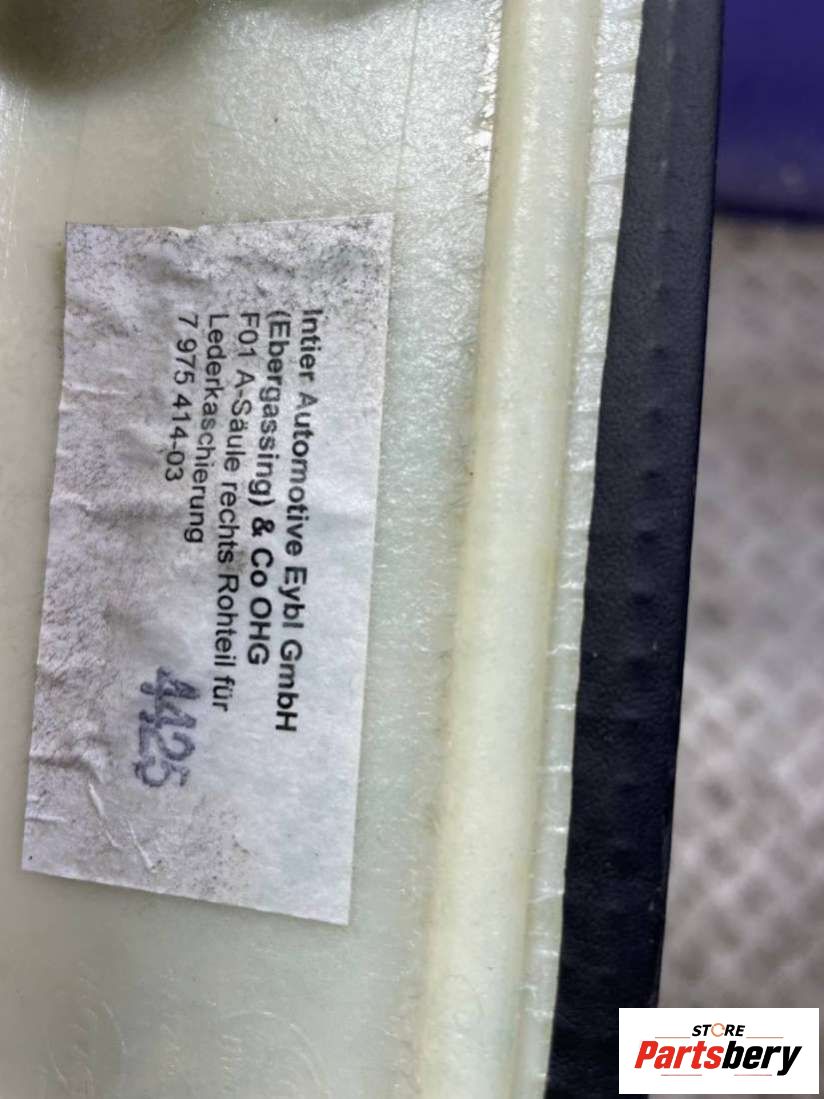 Intier Automotive Eybl GmbH
(Ebergassing) & Co OHG
F01 A-Säule rechts Rohteil für
Lederkaschierung
7 975 414-03
4425
STORE
Partsbery